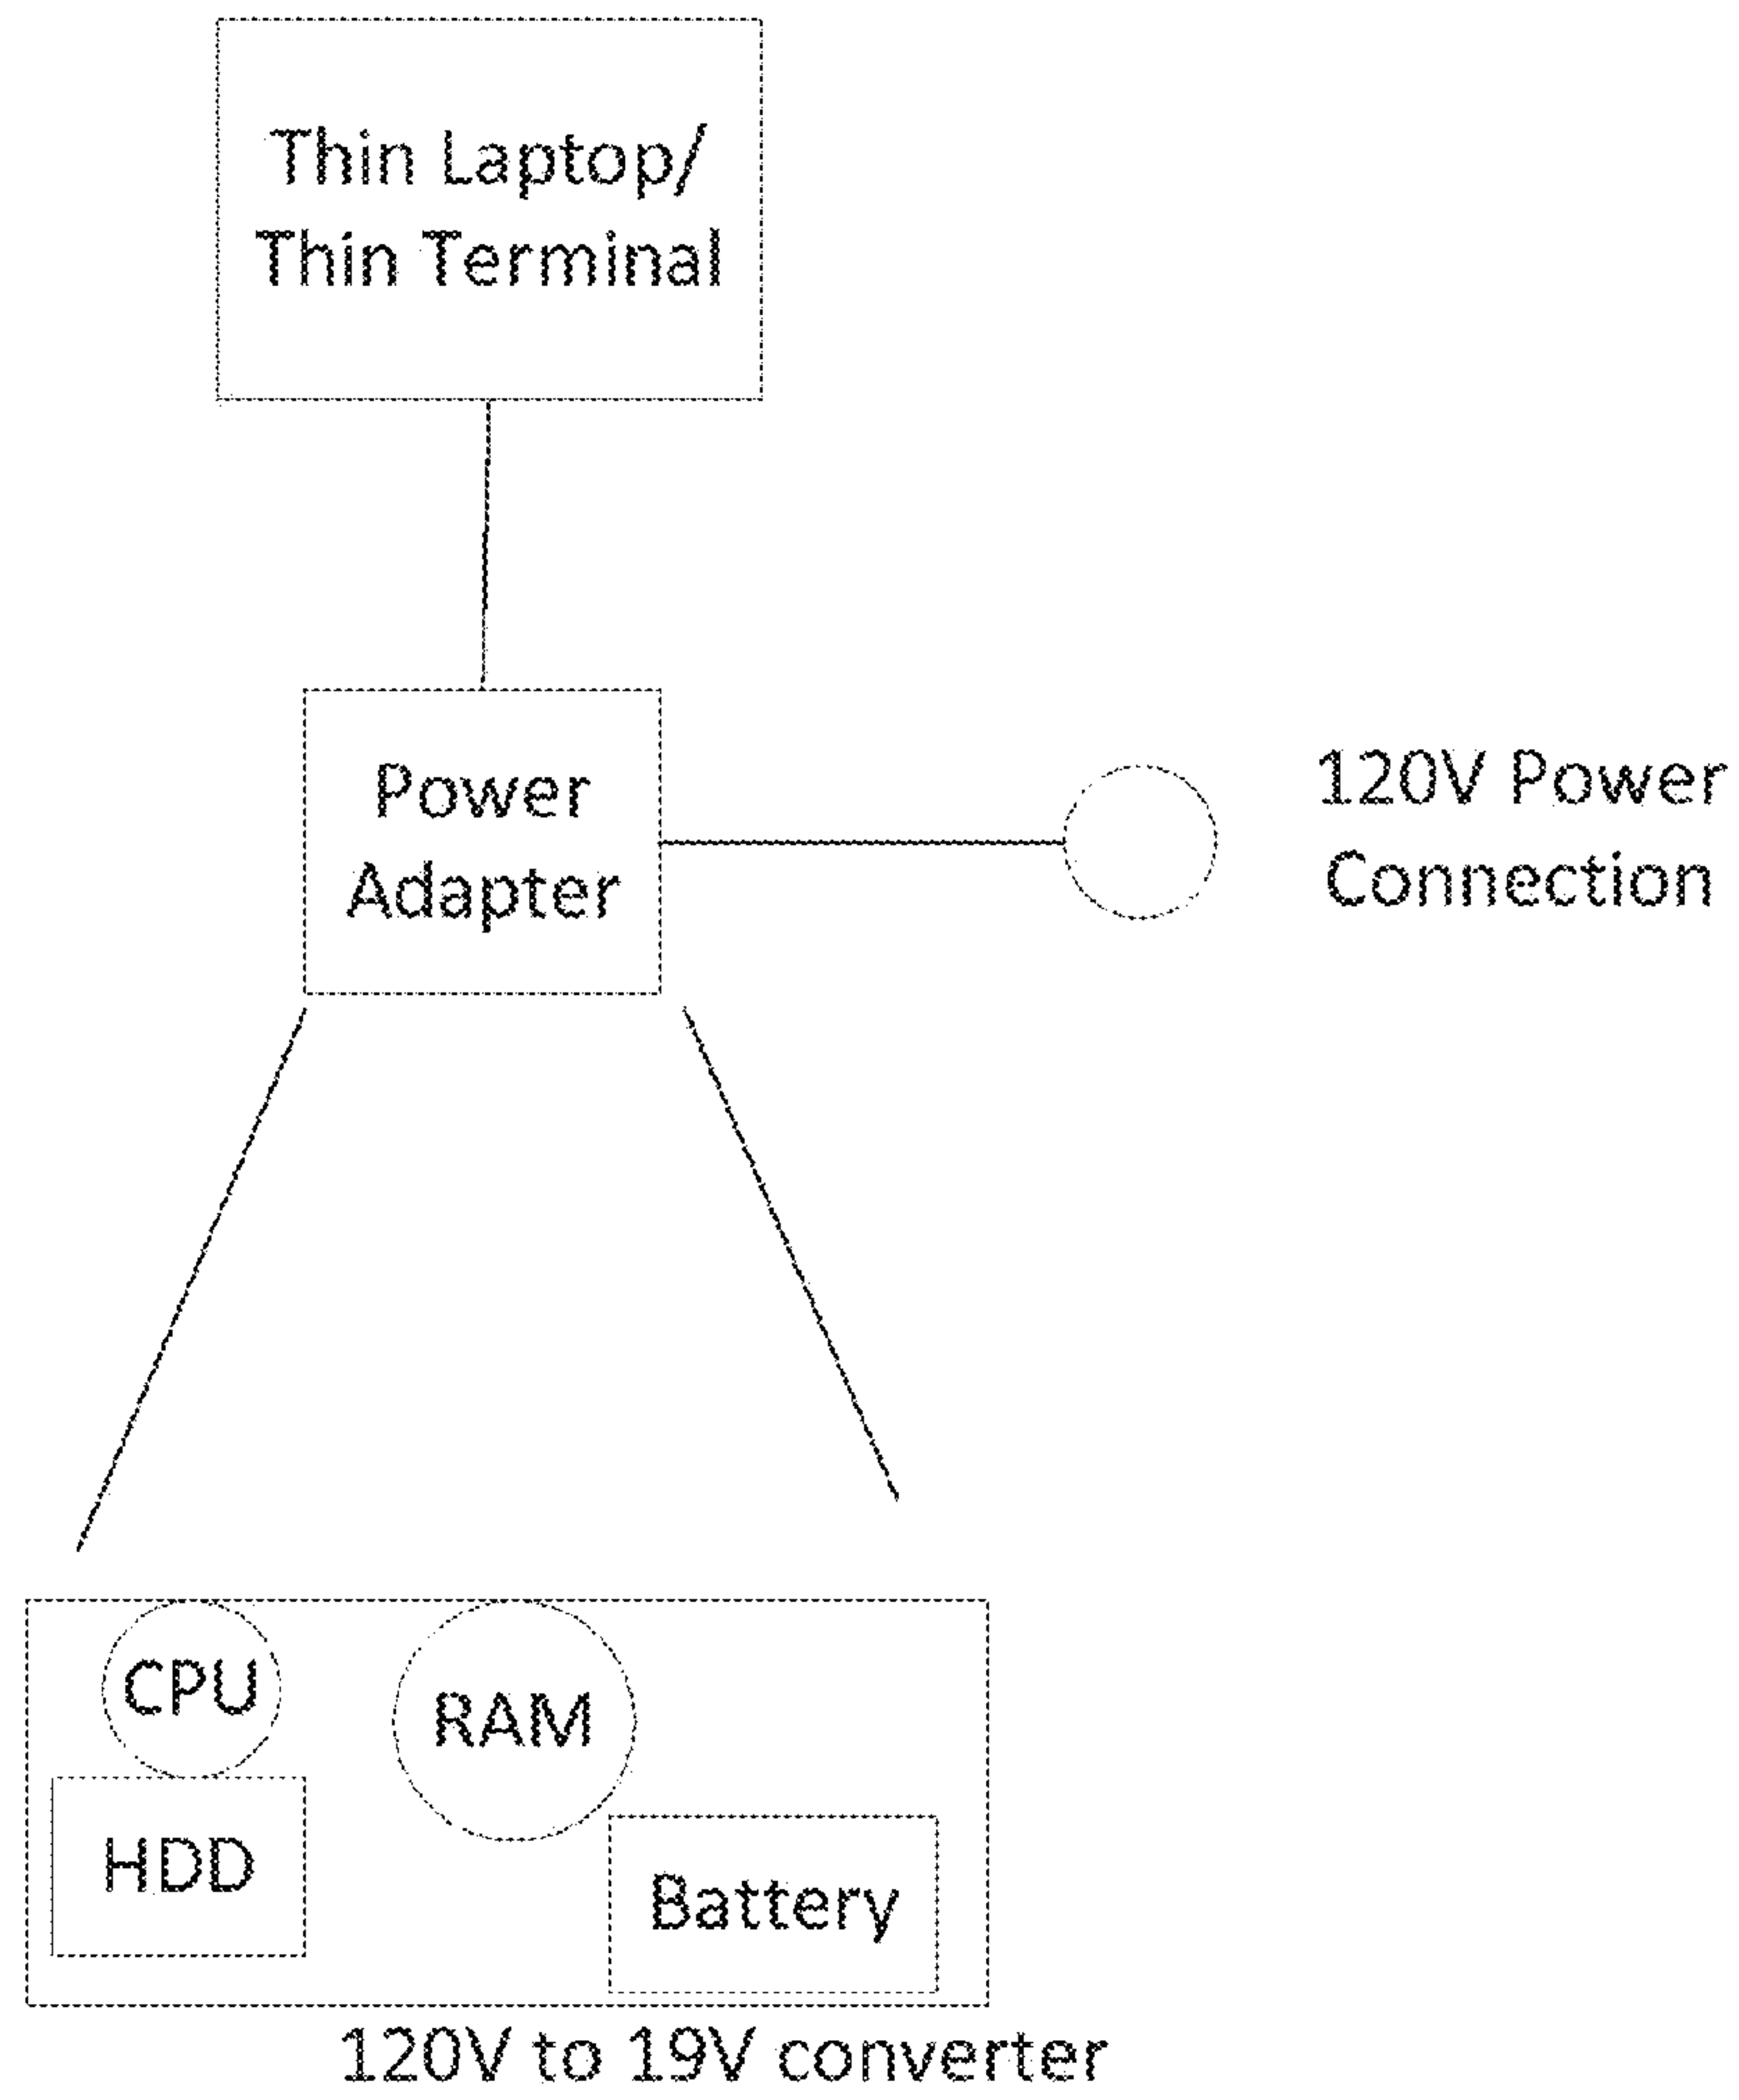 Thin Laptop/
Thin Terminal
Power
Adapter
120V Power
Connection
CPU
RAM
HDD
Battery
120V to 19V converter